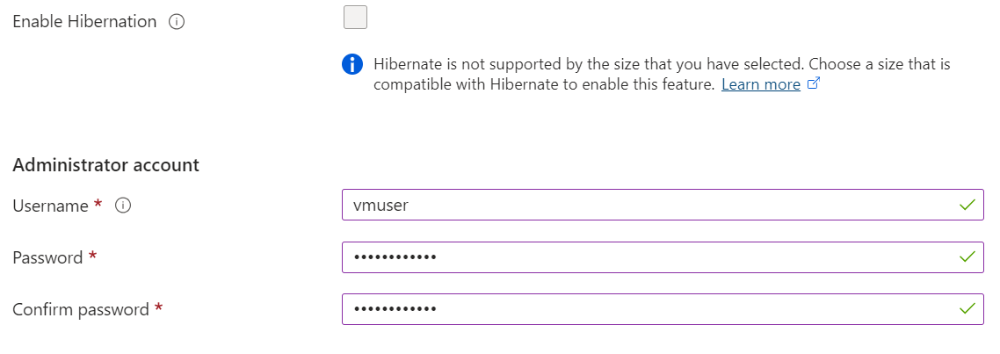 Enable Hibernation
Hibernate is not supported by the size that you have selected. Choose a size that is
compatible with Hibernate to enable this feature. Learn more
Administrator account
Username *
vmuser
Password *
••••••••••••
Confirm password *
••••••••••••